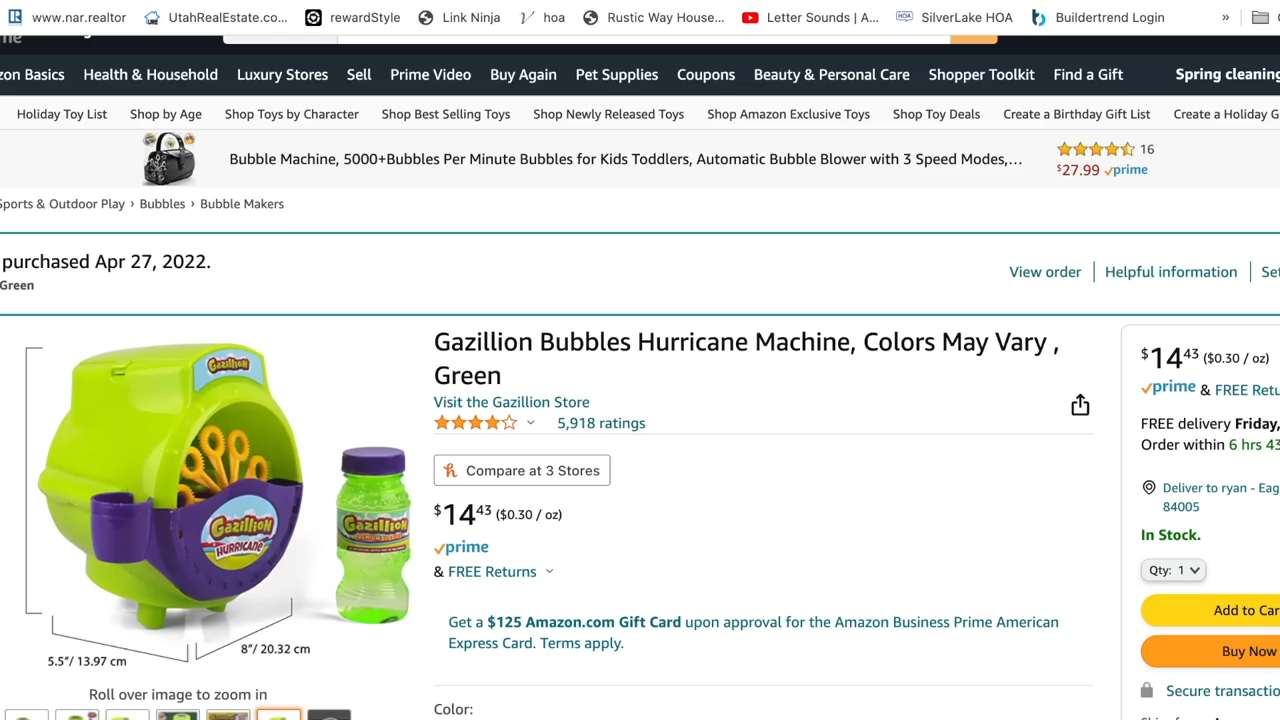 www.nar.realtor UtahRealEstate.co... rewardStyle Link Ninja hoa Rustic Way House... Letter Sounds | A... SilverLake HOA Buildertrend Login »
zon Basics Health & Household Luxury Stores Sell Prime Video Buy Again Pet Supplies Coupons Beauty & Personal Care Shopper Toolkit Find a Gift Spring cleaning
Holiday Toy List Shop by Age Shop Toys by Character Shop Best Selling Toys Shop Newly Released Toys Shop Amazon Exclusive Toys Shop Toy Deals Create a Birthday Gift List Create a Holiday G
Bubble Machine, 5000+Bubbles Per Minute Bubbles for Kids Toddlers, Automatic Bubble Blower with 3 Speed Modes,... 16
$27.99 prime
Sports & Outdoor Play › Bubbles › Bubble Makers
purchased Apr 27, 2022.
Green
View order Helpful information Set
Gazillion Bubbles Hurricane Machine, Colors May Vary ,
Green
Visit the Gazillion Store
5,918 ratings
Compare at 3 Stores
$14 43 ($0.30 / oz)
prime
& FREE Returns
Get a $125 Amazon.com Gift Card upon approval for the Amazon Business Prime American
Express Card. Terms apply.
Color:
Gazillion
Gazillion
HURRICANE
Gazillion
PREMIUM BUBBLES
5.5"/ 13.97 cm
8"/ 20.32 cm
Roll over image to zoom in
$14 43 ($0.30 / oz)
prime & FREE Retu
FREE delivery Friday,
Order within 6 hrs 43
Deliver to ryan - Eag
84005
In Stock.
Qty: 1
Add to Car
Buy Now
Secure transactio